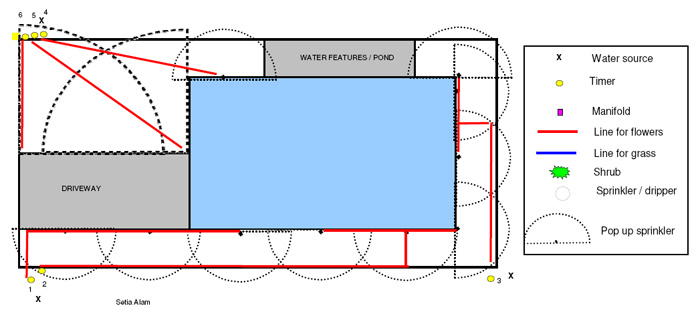 6 5 4
X
WATER FEATURES / POND
DRIVEWAY
1 2
X
3 X
Setia Alam
X Water source
Timer
Manifold
Line for flowers
Line for grass
Shrub
Sprinkler / dripper
Pop up sprinkler